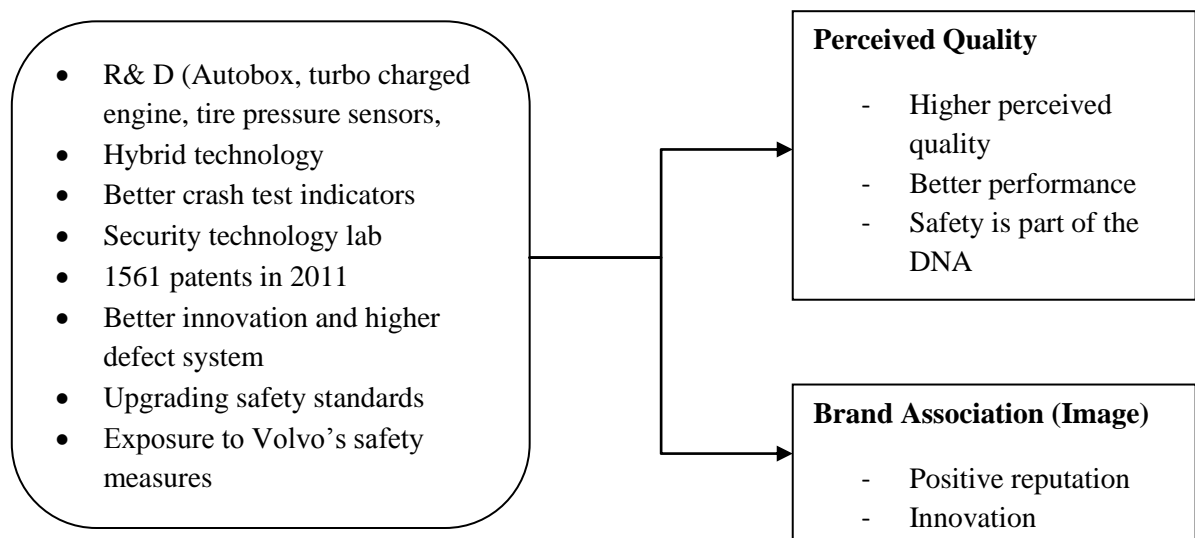 • R& D (Autobox, turbo charged
engine, tire pressure sensors,
• Hybrid technology
• Better crash test indicators
• Security technology lab
• 1561 patents in 2011
• Better innovation and higher
defect system
• Upgrading safety standards
• Exposure to Volvo’s safety
measures
Perceived Quality
- Higher perceived
quality
- Better performance
- Safety is part of the
DNA
Brand Association (Image)
- Positive reputation
- Innovation